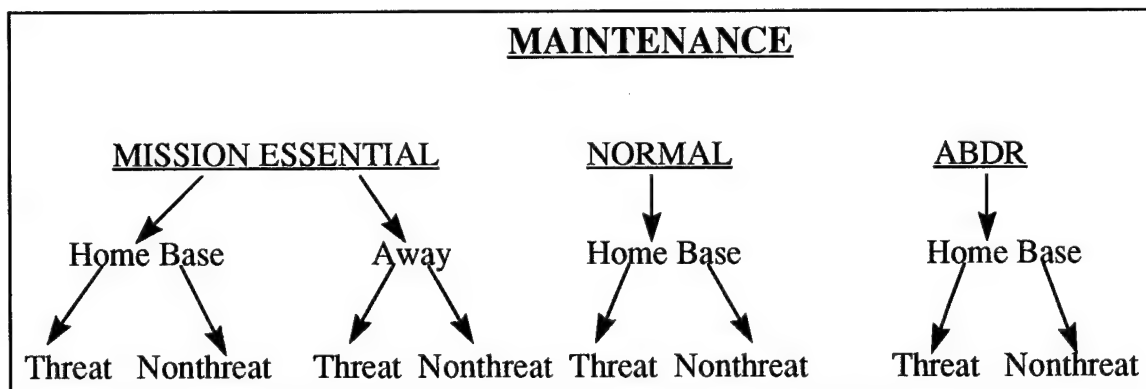 MAINTENANCE
MISSION ESSENTIAL NORMAL ABDR
Home Base Away Home Base Home Base
Threat Nonthreat Threat Nonthreat Threat Nonthreat Threat Nonthreat